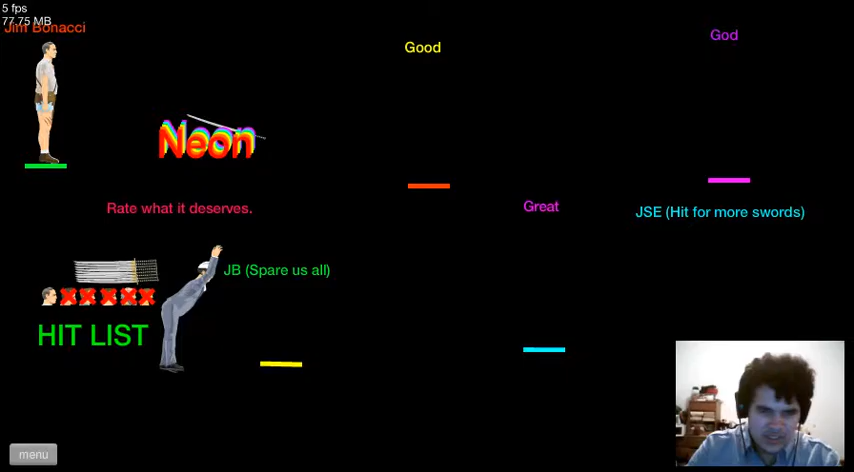 5 fps
77.75 MB
Jim Bonacci
Good
God
Neon
Rate what it deserves.
Great
JSE (Hit for more swords)
JB (Spare us all)
HIT LIST
menu